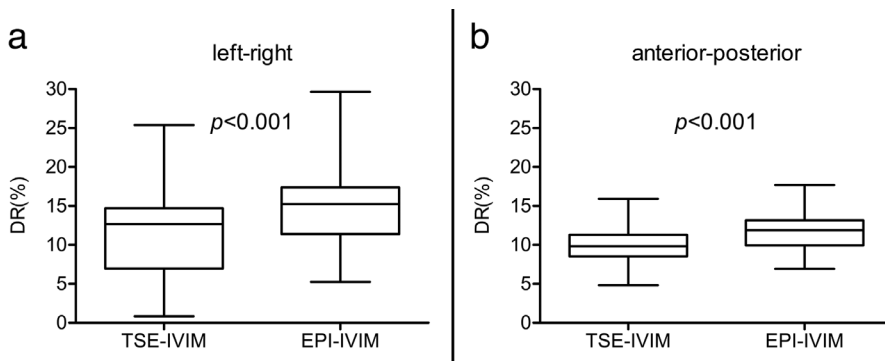 a
left-right
30
25
20
15
10
5
0
DR(%)
p<0.001
TSE-IVIM EPI-IVIM
b
anterior-posterior
30
25
20
15
10
5
0
DR(%)
p<0.001
TSE-IVIM EPI-IVIM